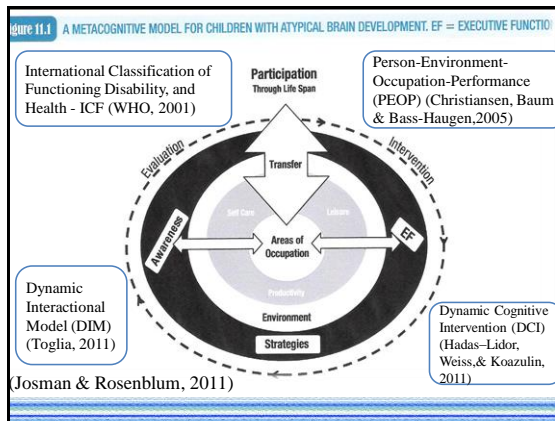 Figure 11.1 A METACOGNITIVE MODEL FOR CHILDREN WITH ATYPICAL BRAIN DEVELOPMENT. EF = EXECUTIVE FUNCTIO
International Classification of
Functioning Disability, and
Health - ICF (WHO, 2001)
Participation
Through Life Span
Person-Environment-
Occupation-Performance
(PEOP) (Christiansen, Baum
& Bass-Haugen,2005)
Evaluation
Intervention
Transfer
Self Care
Leisure
Awareness
Areas of
Occupation
EF
Productivity
Environment
Strategies
Dynamic
Interactional
Model (DIM)
(Toglia, 2011)
Dynamic Cognitive
Intervention (DCI)
(Hadas–Lidor,
Weiss,& Koazulin,
2011)
(Josman & Rosenblum, 2011)